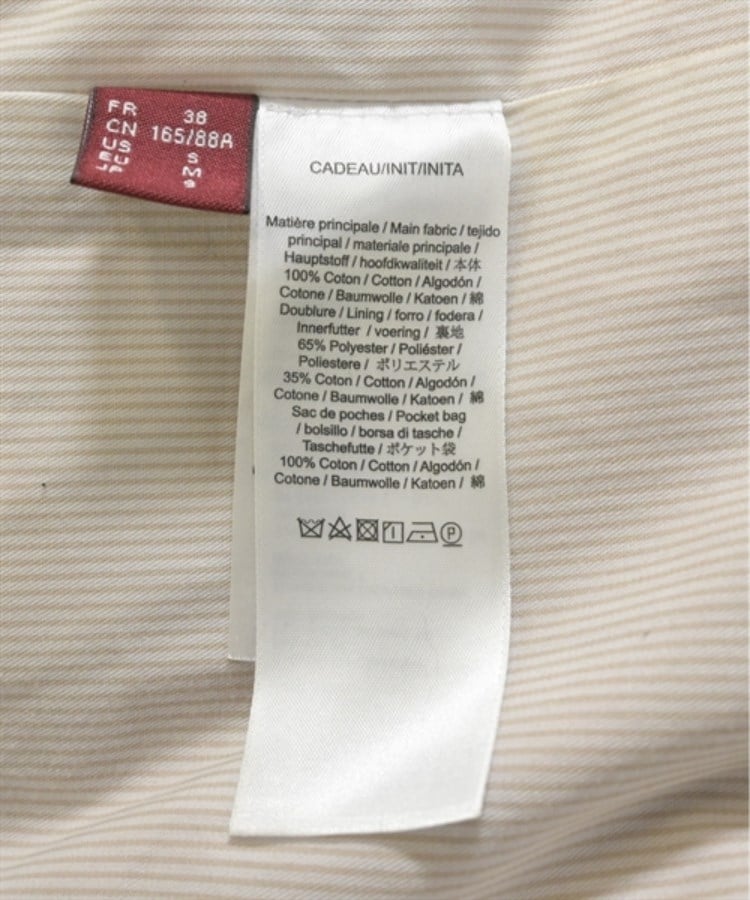 FR 38
CN 165/88A
US S
EU M
JP 9
CADEAU/INIT/INITA
Matière principale / Main fabric / tejido
principal / materiale principale /
Hauptstoff / hoofdkwaliteit / 本体
100% Coton / Cotton / Algodón /
Cotone / Baumwolle / Katoen / 綿
Doublure / Lining / forro / fodera /
Innerfutter / voering / 裏地
65% Polyester / Poliéster /
Poliestere / ポリエステル
35% Coton / Cotton / Algodón /
Cotone / Baumwolle / Katoen / 綿
Sac de poches / Pocket bag
/ bolsillo / borsa di tasche /
Taschefutte / ポケット袋
100% Coton / Cotton / Algodón /
Cotone / Baumwolle / Katoen / 綿
P